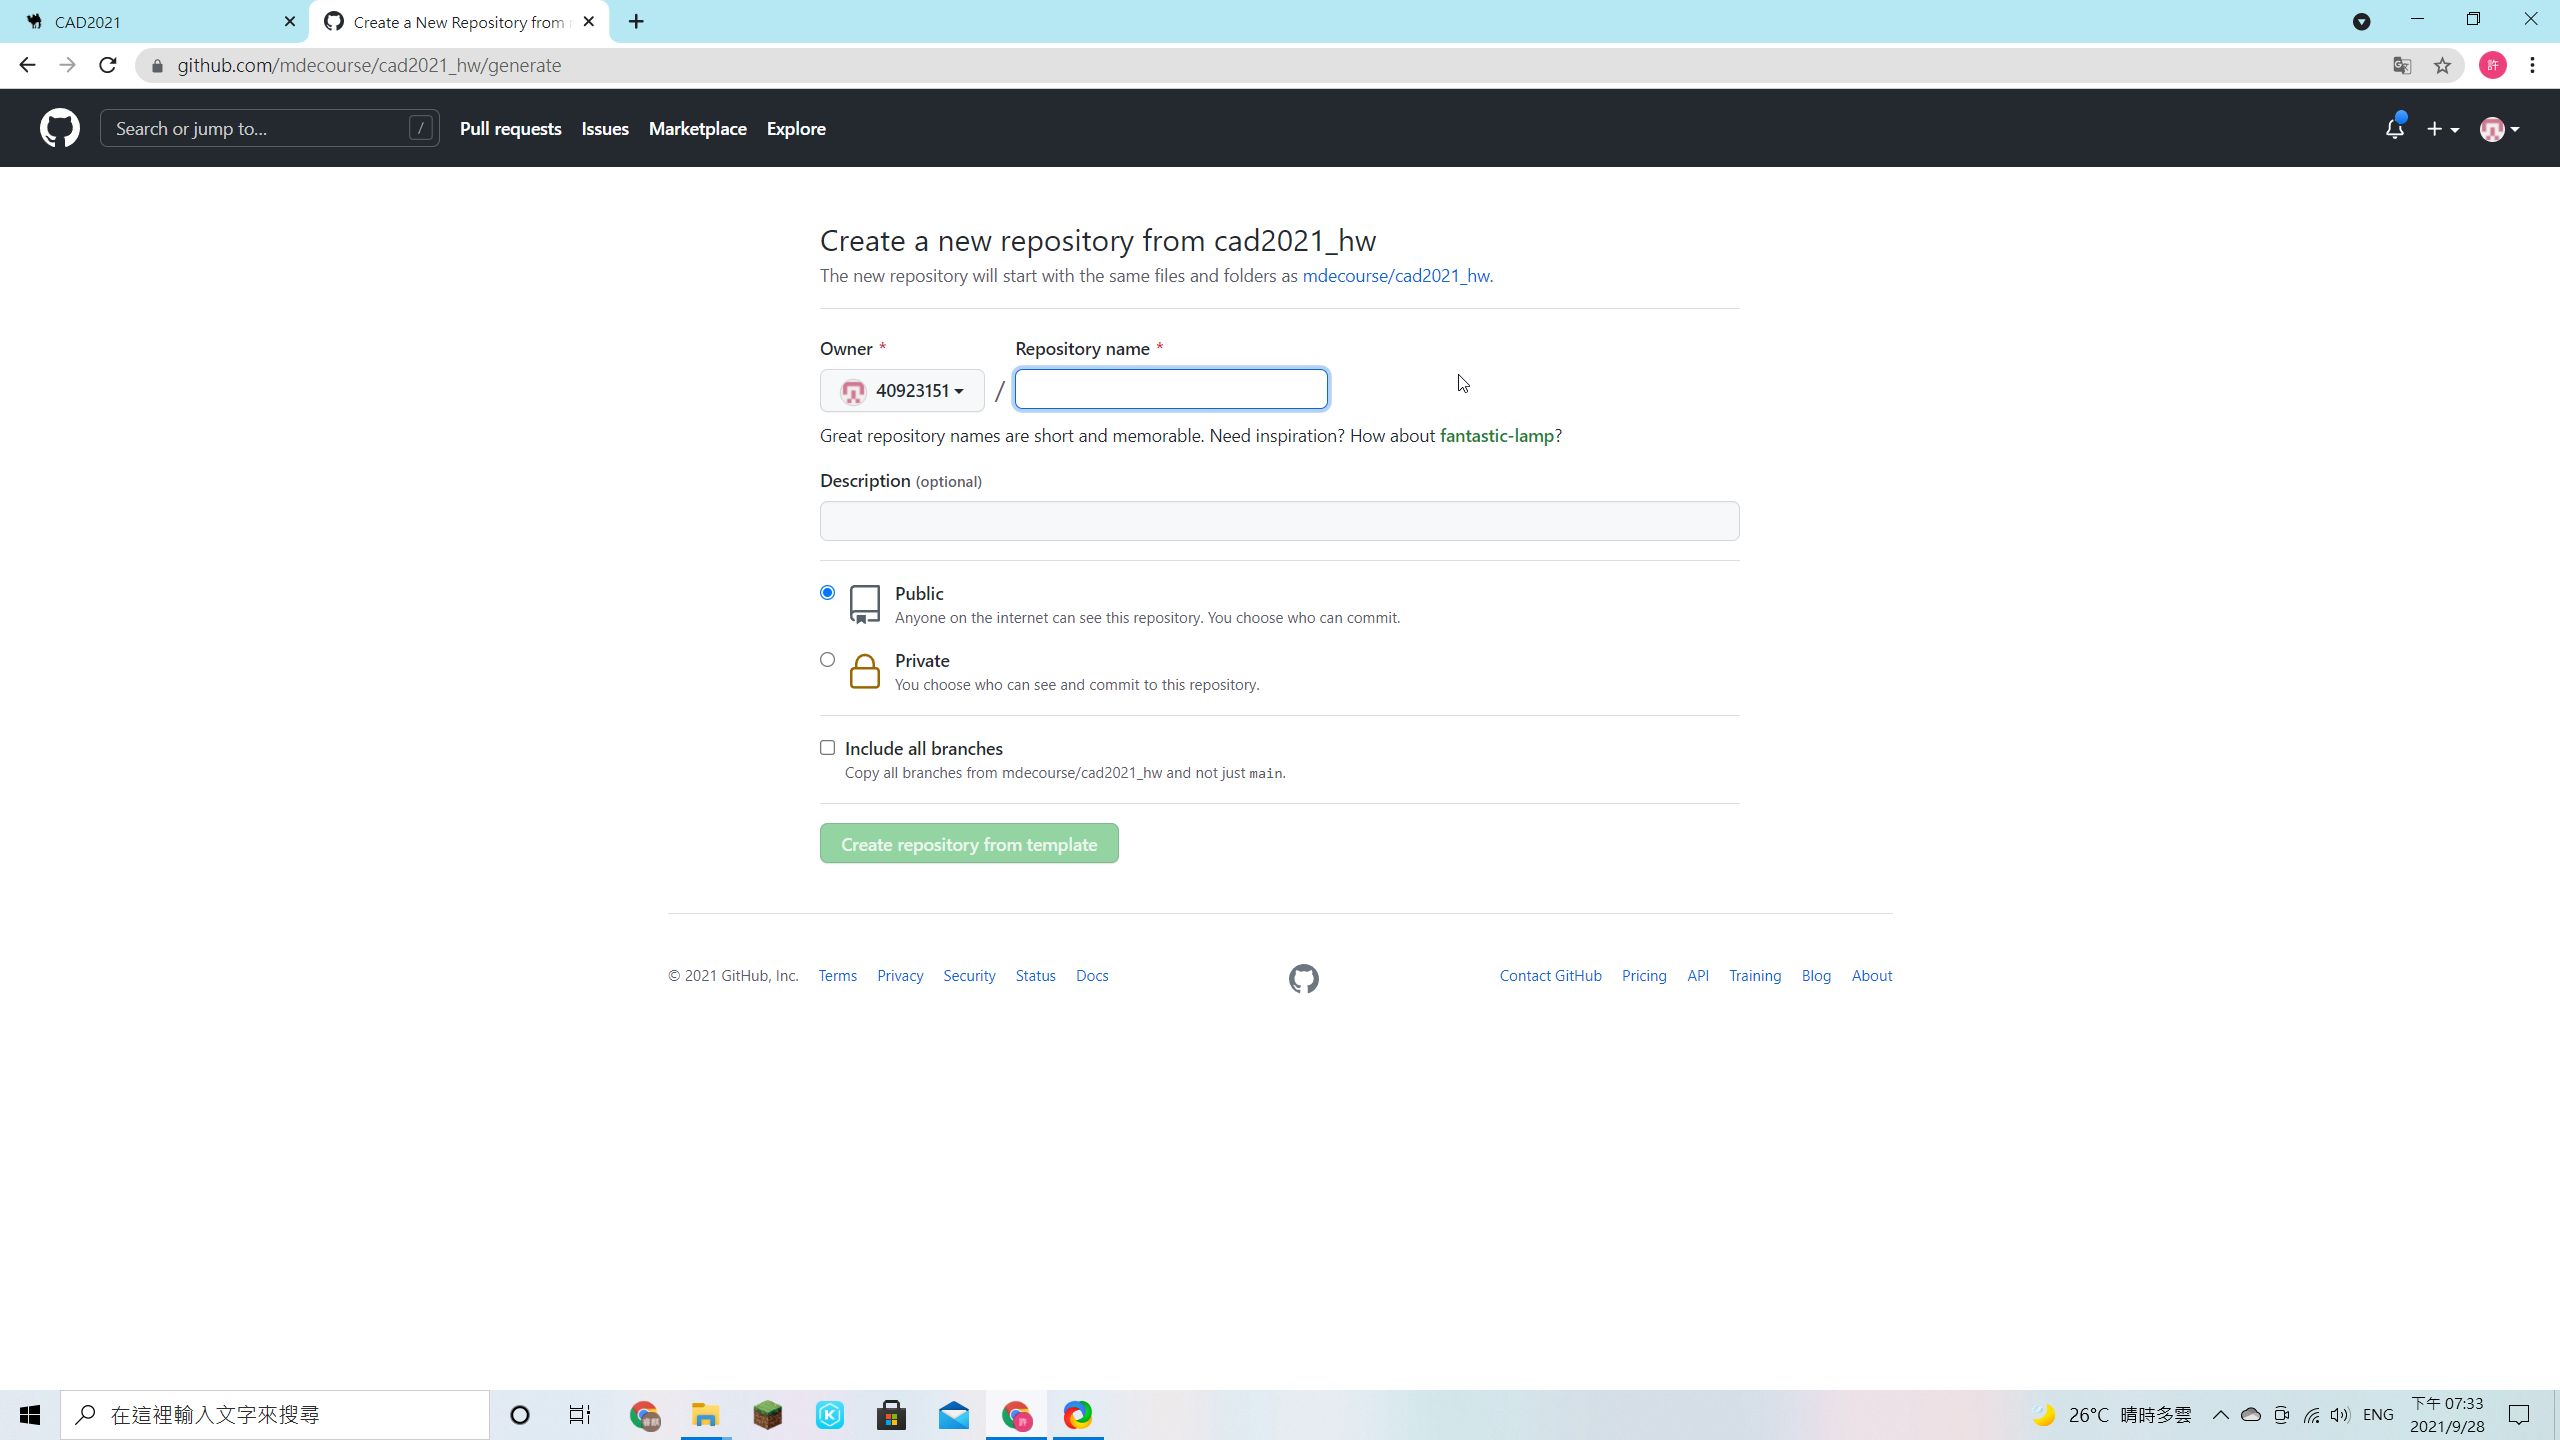 CAD2021
Create a New Repository from
github.com/mdecourse/cad2021_hw/generate
許
Search or jump to...
/
Pull requests
Issues
Marketplace
Explore
Create a new repository from cad2021_hw
The new repository will start with the same files and folders as mdecourse/cad2021_hw.
Owner *
Repository name *
40923151
/
Great repository names are short and memorable. Need inspiration? How about fantastic-lamp?
Description (optional)
Public
Anyone on the internet can see this repository. You choose who can commit.
Private
You choose who can see and commit to this repository.
Include all branches
Copy all branches from mdecourse/cad2021_hw and not just main.
Create repository from template
© 2021 GitHub, Inc.
Terms
Privacy
Security
Status
Docs
Contact GitHub
Pricing
API
Training
Blog
About
在這裡輸入文字來搜尋
許
26°C 晴時多雲
ENG
下午 07:33
2021/9/28